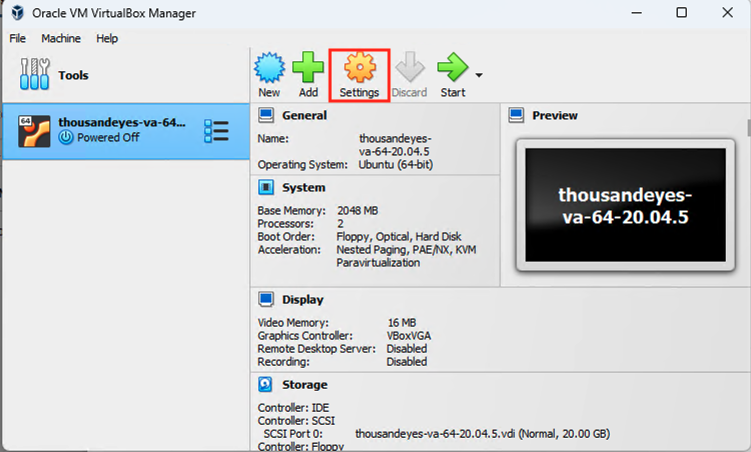 Oracle VM VirtualBox Manager
File Machine Help
Tools
New Add Settings Discard Start
64
thousandeyes-va-64...
Powered Off
General
Name: thousandeyes-
va-64-20.04.5
Operating System: Ubuntu (64-bit)
Preview
thousandeyes-
va-64-20.04.5
System
Base Memory: 2048 MB
Processors: 2
Boot Order: Floppy, Optical, Hard Disk
Acceleration: Nested Paging, PAE/NX, KVM
Paravirtualization
Display
Video Memory: 16 MB
Graphics Controller: VBoxVGA
Remote Desktop Server: Disabled
Recording: Disabled
Storage
Controller: IDE
Controller: SCSI
SCSI Port 0: thousandeyes-va-64-20.04.5.vdi (Normal, 20.00 GB)
Controller: Floppy